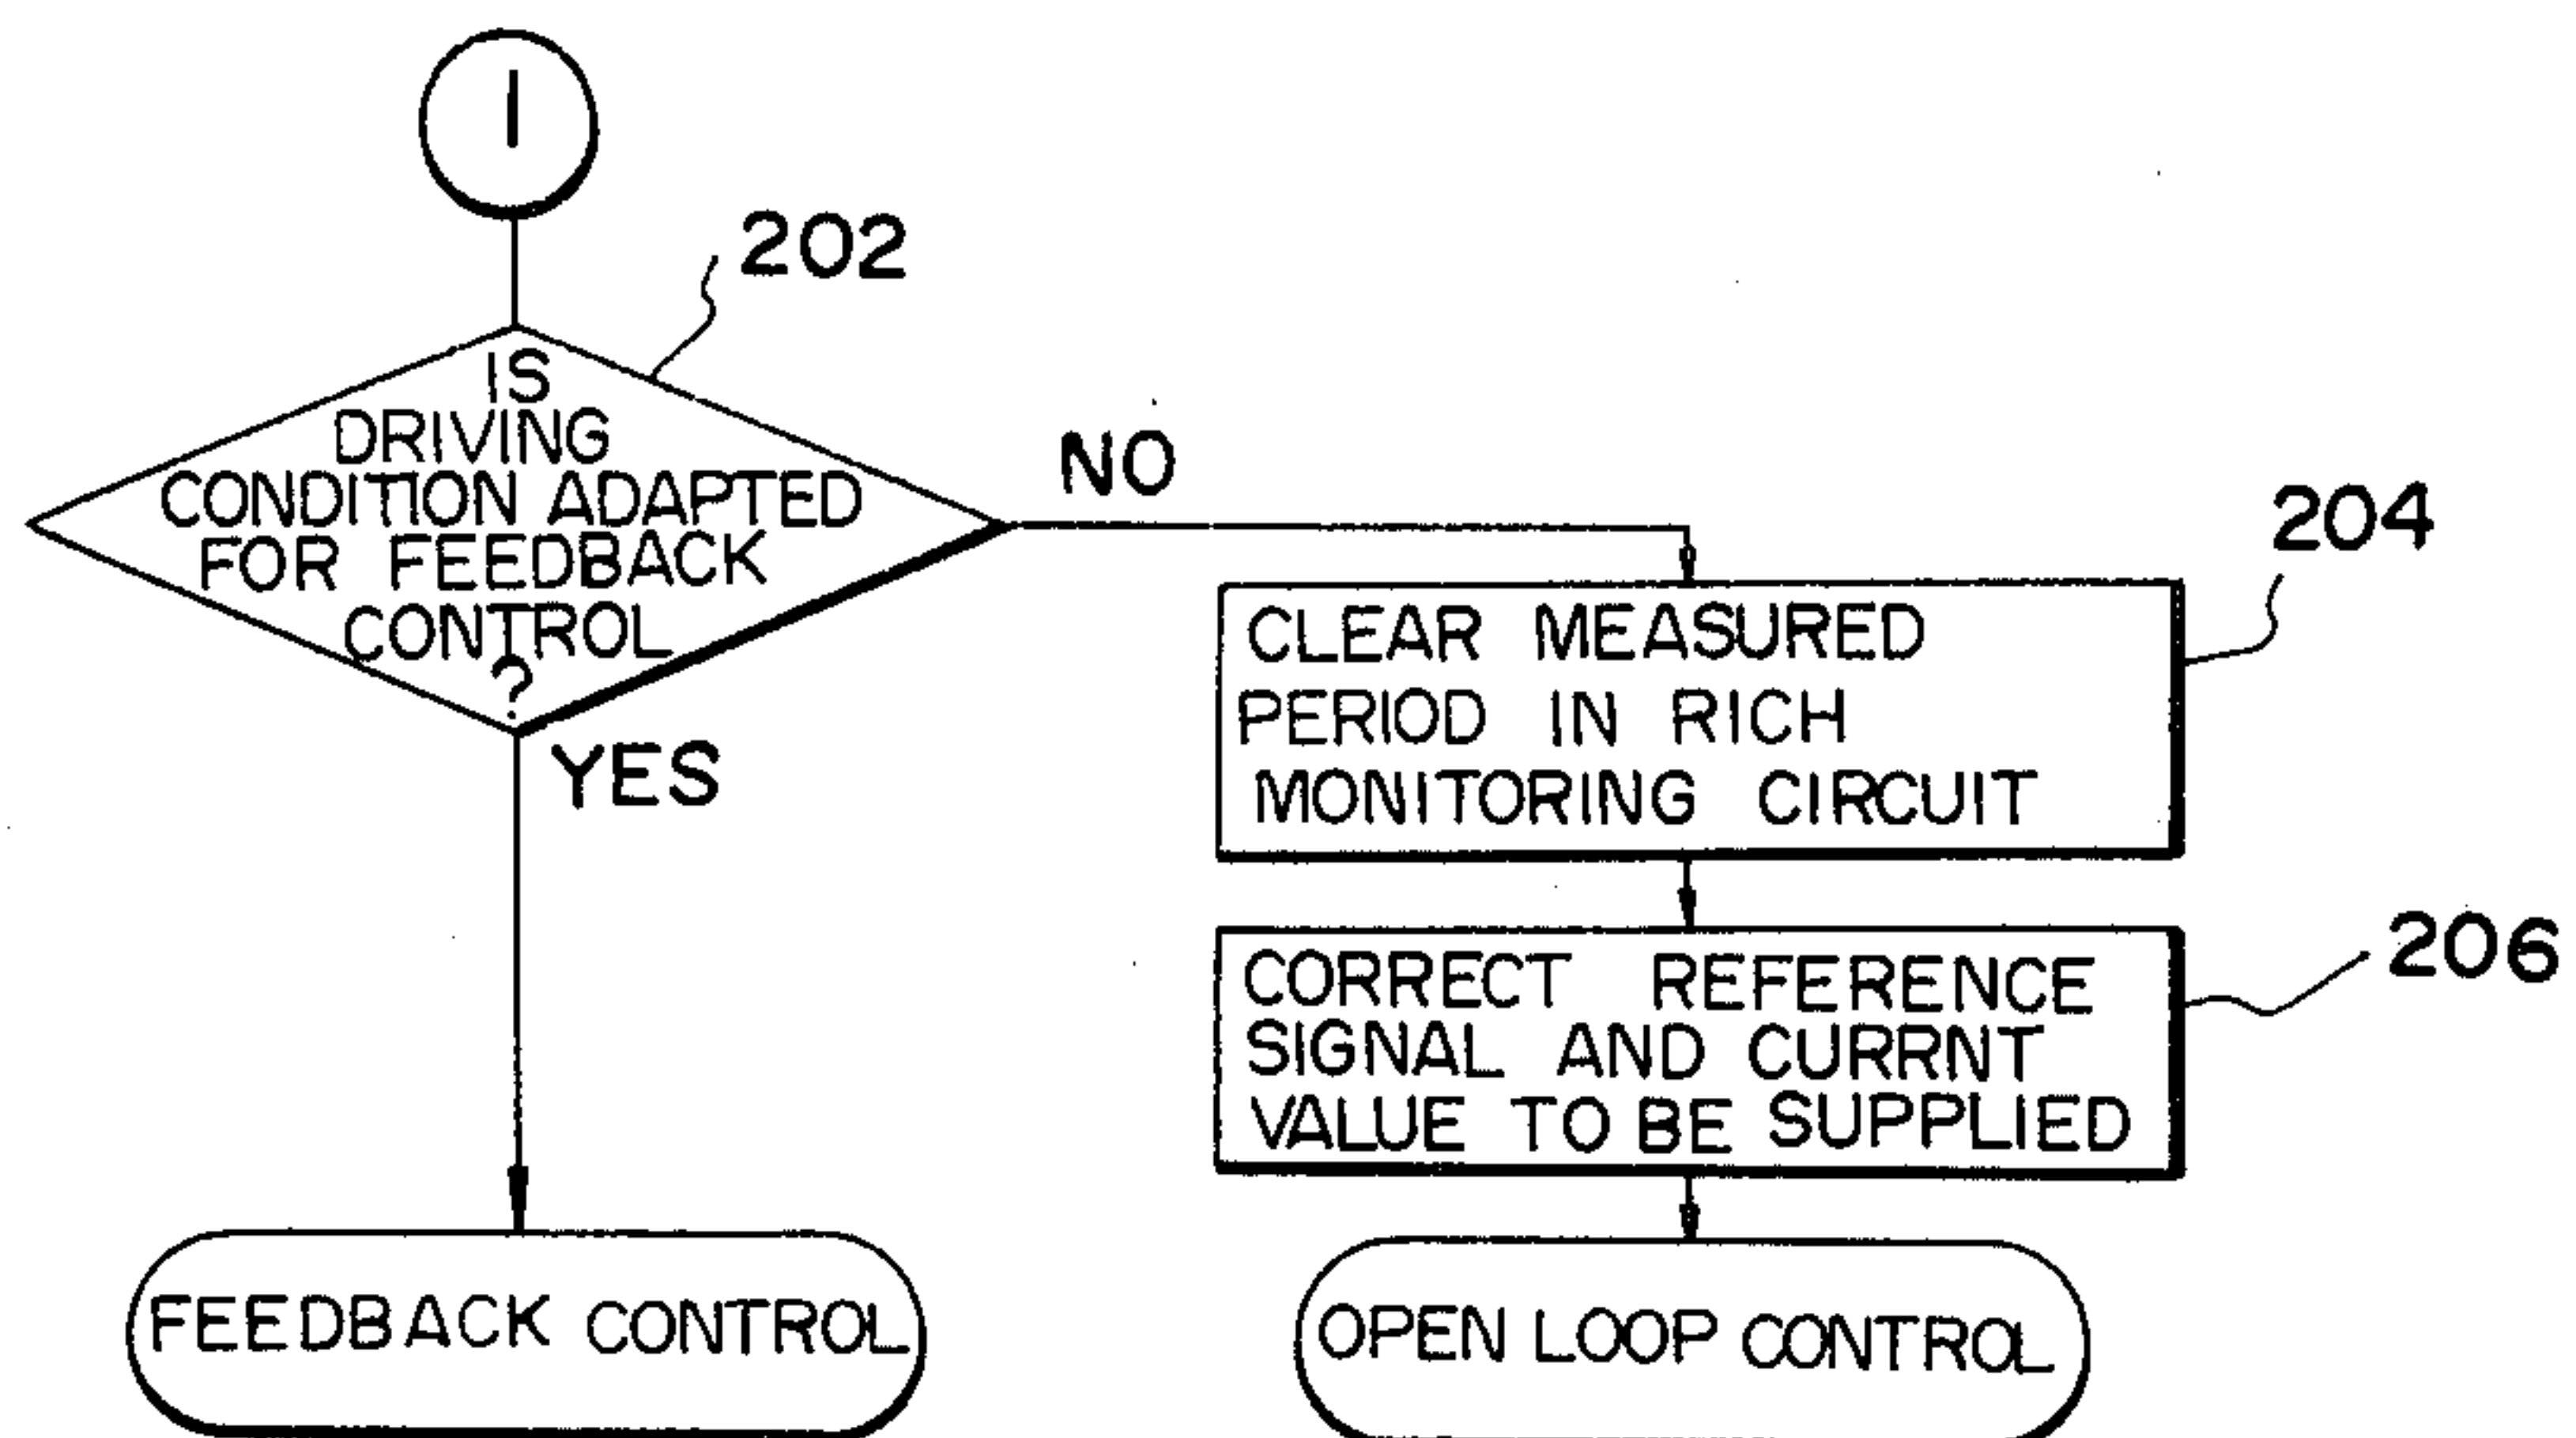 1
202
IS
DRIVING
CONDITION ADAPTED
FOR FEEDBACK
CONTROL
?
NO
YES
204
CLEAR MEASURED
PERIOD IN RICH
MONITORING CIRCUIT
206
CORRECT REFERENCE
SIGNAL AND CURRNT
VALUE TO BE SUPPLIED
FEEDBACK CONTROL
OPEN LOOP CONTROL